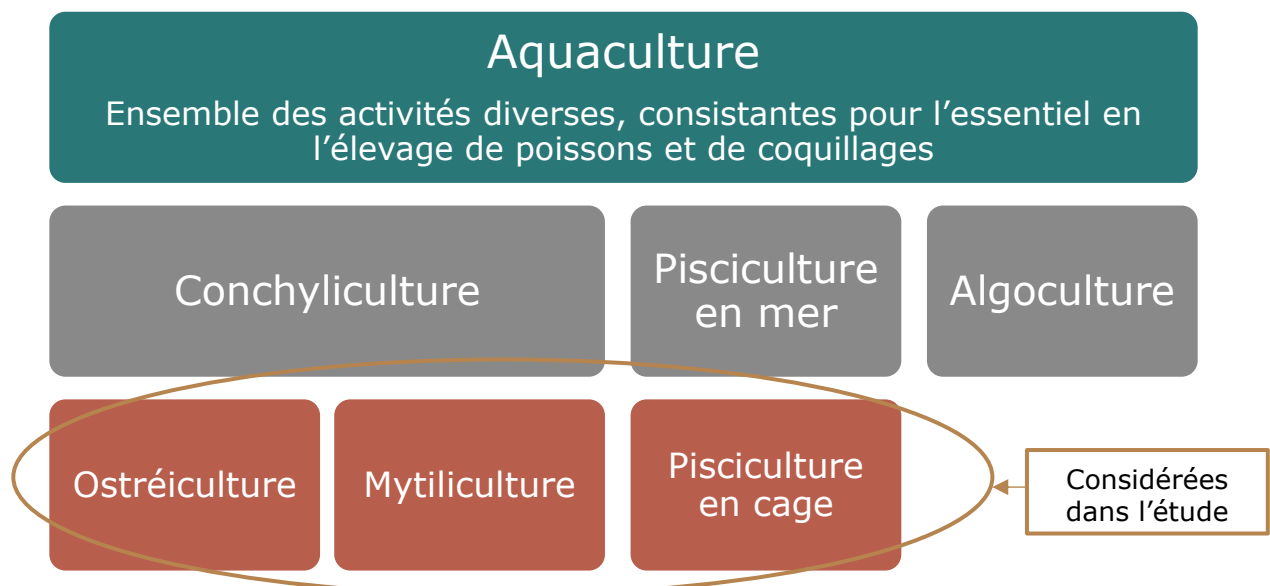 Aquaculture
Ensemble des activités diverses, consistantes pour l’essentiel en
l’élevage de poissons et de coquillages
Conchyliculture
Pisciculture
en mer
Algoculture
Ostréiculture
Mytiliculture
Pisciculture
en cage
Considérées
dans l’étude